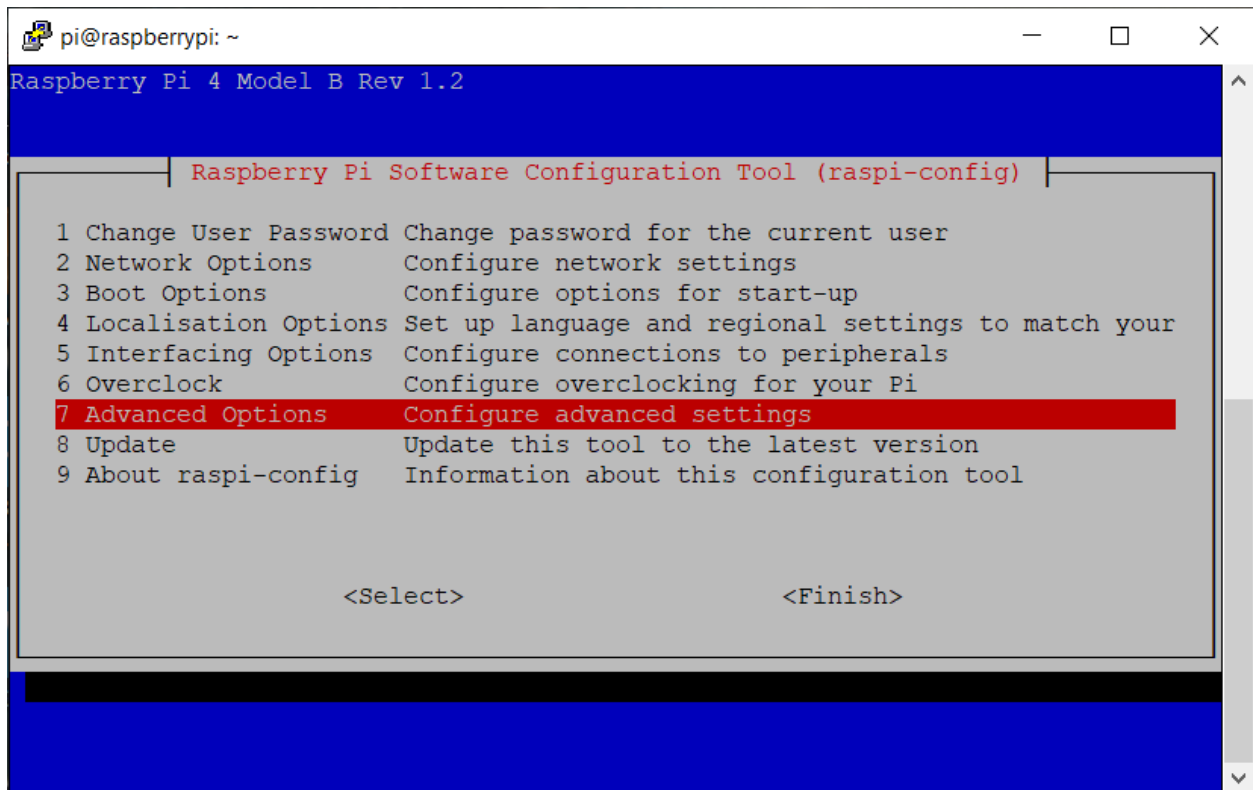 pi@raspberrypi: ~
Raspberry Pi 4 Model B Rev 1.2
Raspberry Pi Software Configuration Tool (raspi-config)
1 Change User Password Change password for the current user
2 Network Options Configure network settings
3 Boot Options Configure options for start-up
4 Localisation Options Set up language and regional settings to match your
5 Interfacing Options Configure connections to peripherals
6 Overclock Configure overclocking for your Pi
7 Advanced Options Configure advanced settings
8 Update Update this tool to the latest version
9 About raspi-config Information about this configuration tool
<Select> <Finish>